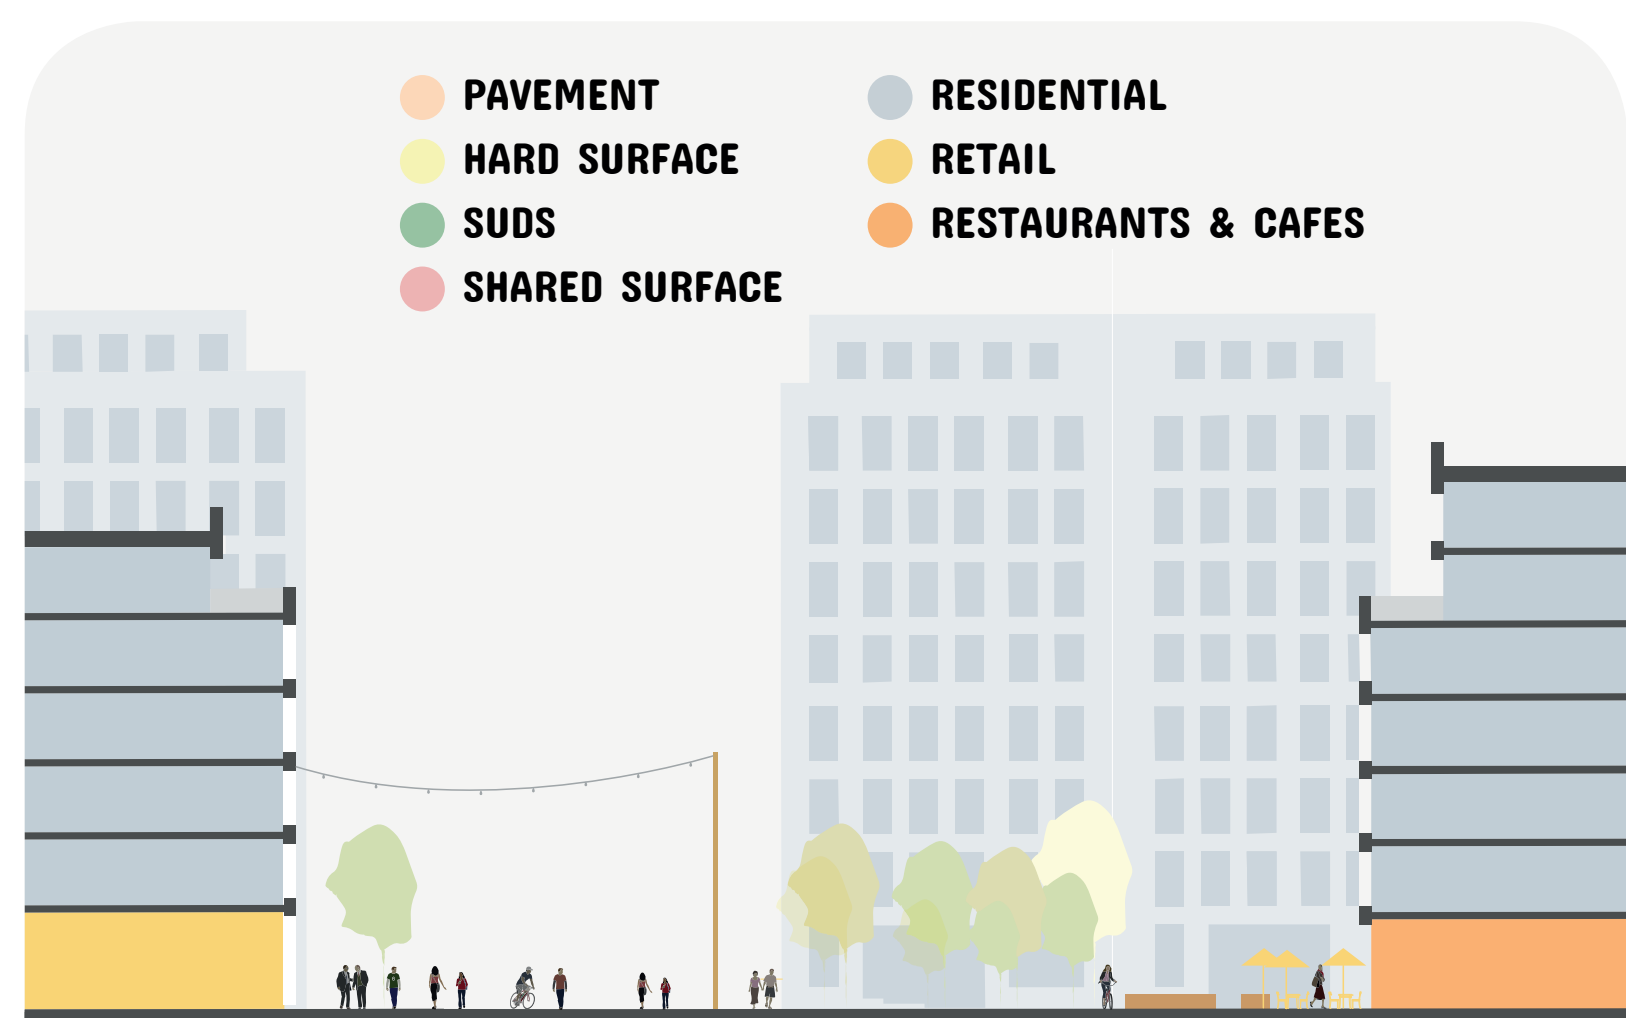 PAVEMENT
HARD SURFACE
SUDS
SHARED SURFACE
RESIDENTIAL
RETAIL
RESTAURANTS & CAFES